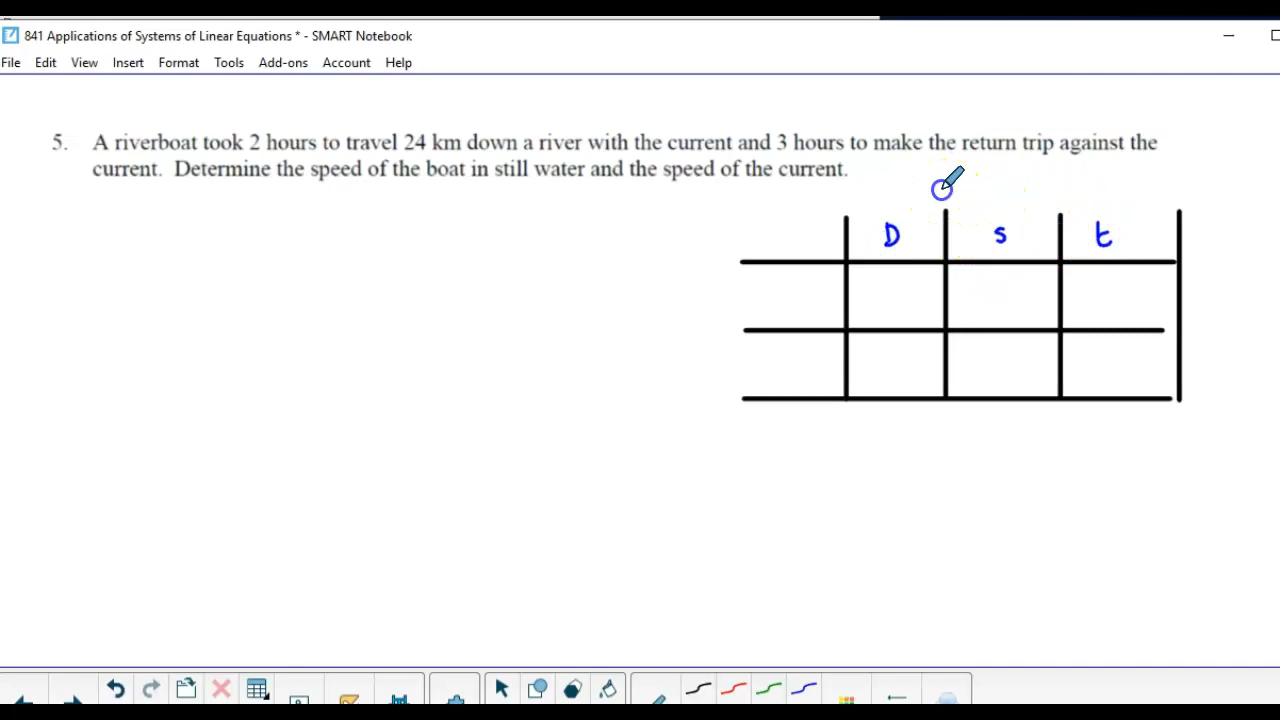 841 Applications of Systems of Linear Equations * - SMART Notebook
File Edit View Insert Format Tools Add-ons Account Help
5. A riverboat took 2 hours to travel 24 km down a river with the current and 3 hours to make the return trip against the
current. Determine the speed of the boat in still water and the speed of the current.
D s t